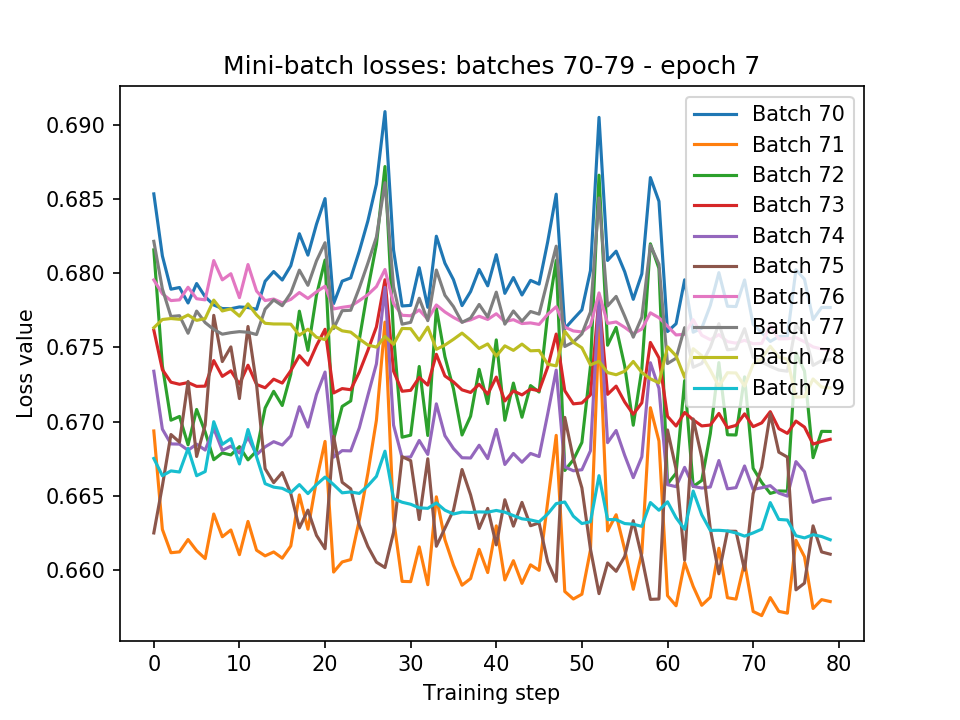 Mini-batch losses: batches 70-79 - epoch 7
Loss value
0.690
0.685
0.680
0.675
0.670
0.665
0.660
Batch 70
Batch 71
Batch 72
Batch 73
Batch 74
Batch 75
Batch 76
Batch 77
Batch 78
Batch 79
0 10 20 30 40 50 60 70 80
Training step